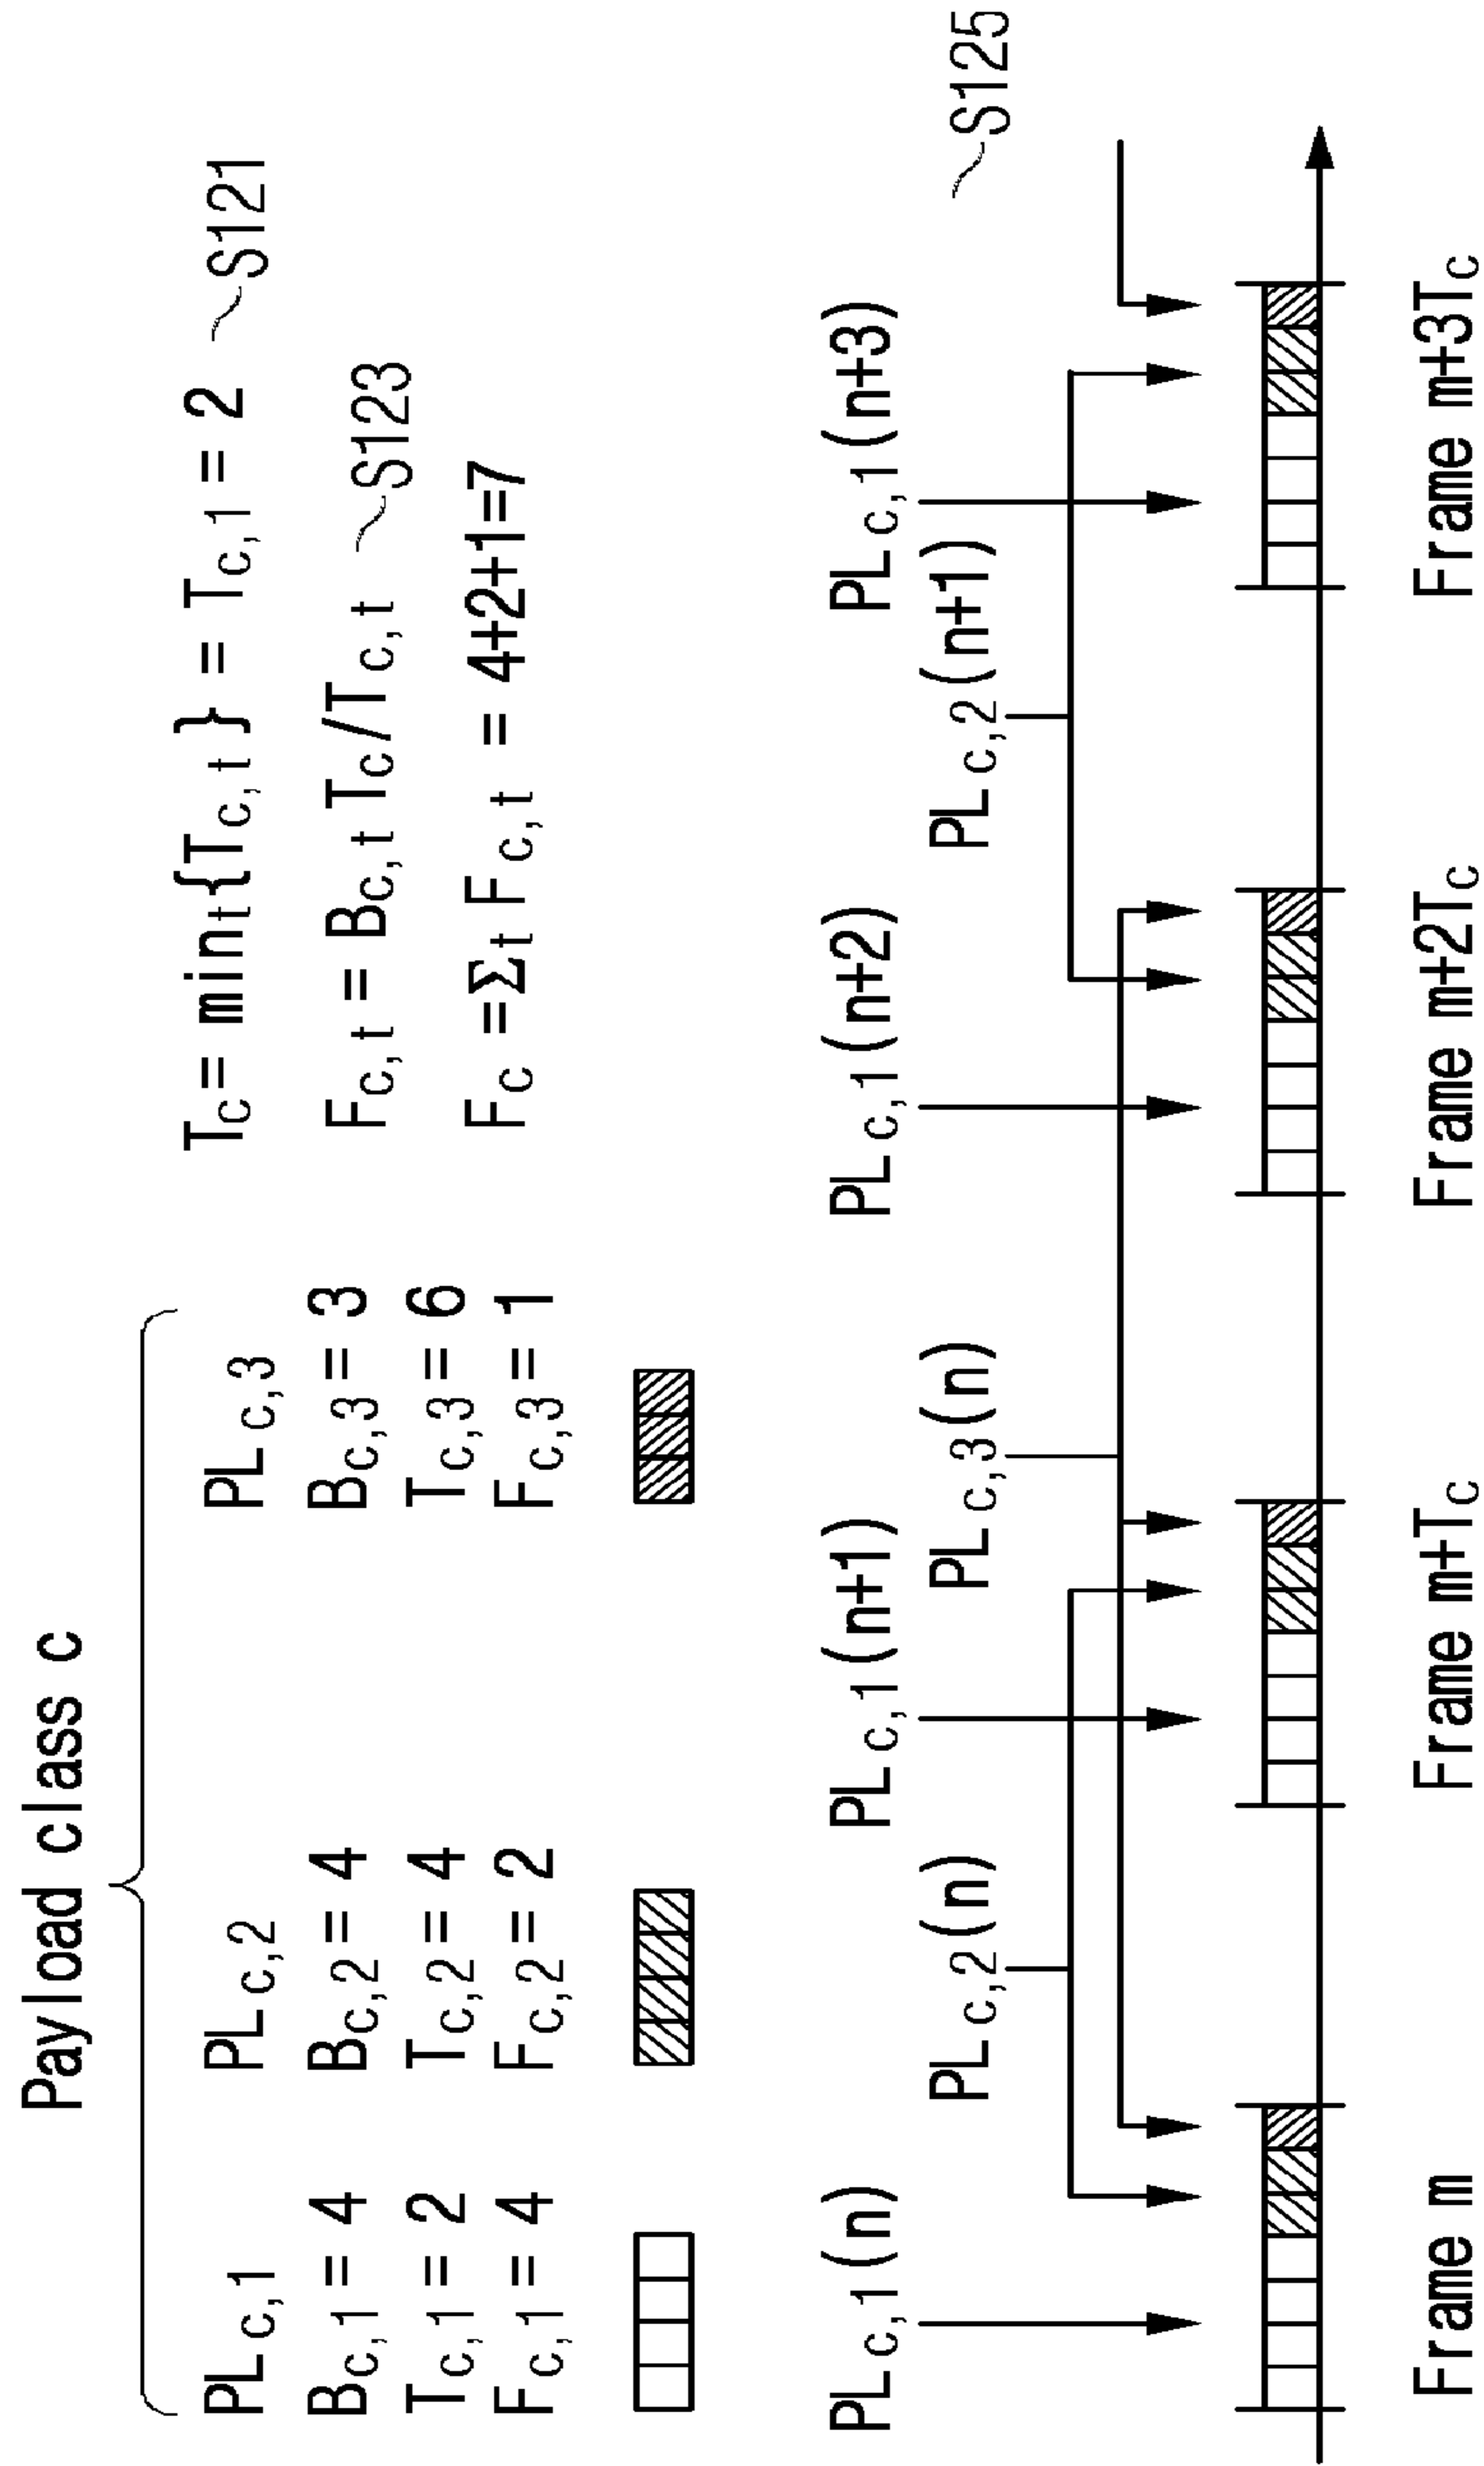 Payload class c
PLc,1 PLc,2 PLc,3
Bc,1 = 4 Bc,2 = 4 Bc,3 = 3
Tc,1 = 2 Tc,2 = 4 Tc,3 = 6
Fc,1 = 4 Fc,2 = 2 Fc,3 = 1
Tc = mint{Tc,t} = Tc,1 = 2 ~S121
Fc,t = Bc,t Tc/Tc,t ~S123
Fc =Σt Fc,t = 4+2+1=7
PLc,1(n) PLc,1(n+1) PLc,1(n+2) PLc,1(n+3)
PLc,2(n) PLc,3(n) PLc,2(n+1) ~S125
Frame m Frame m+Tc Frame m+2Tc Frame m+3Tc